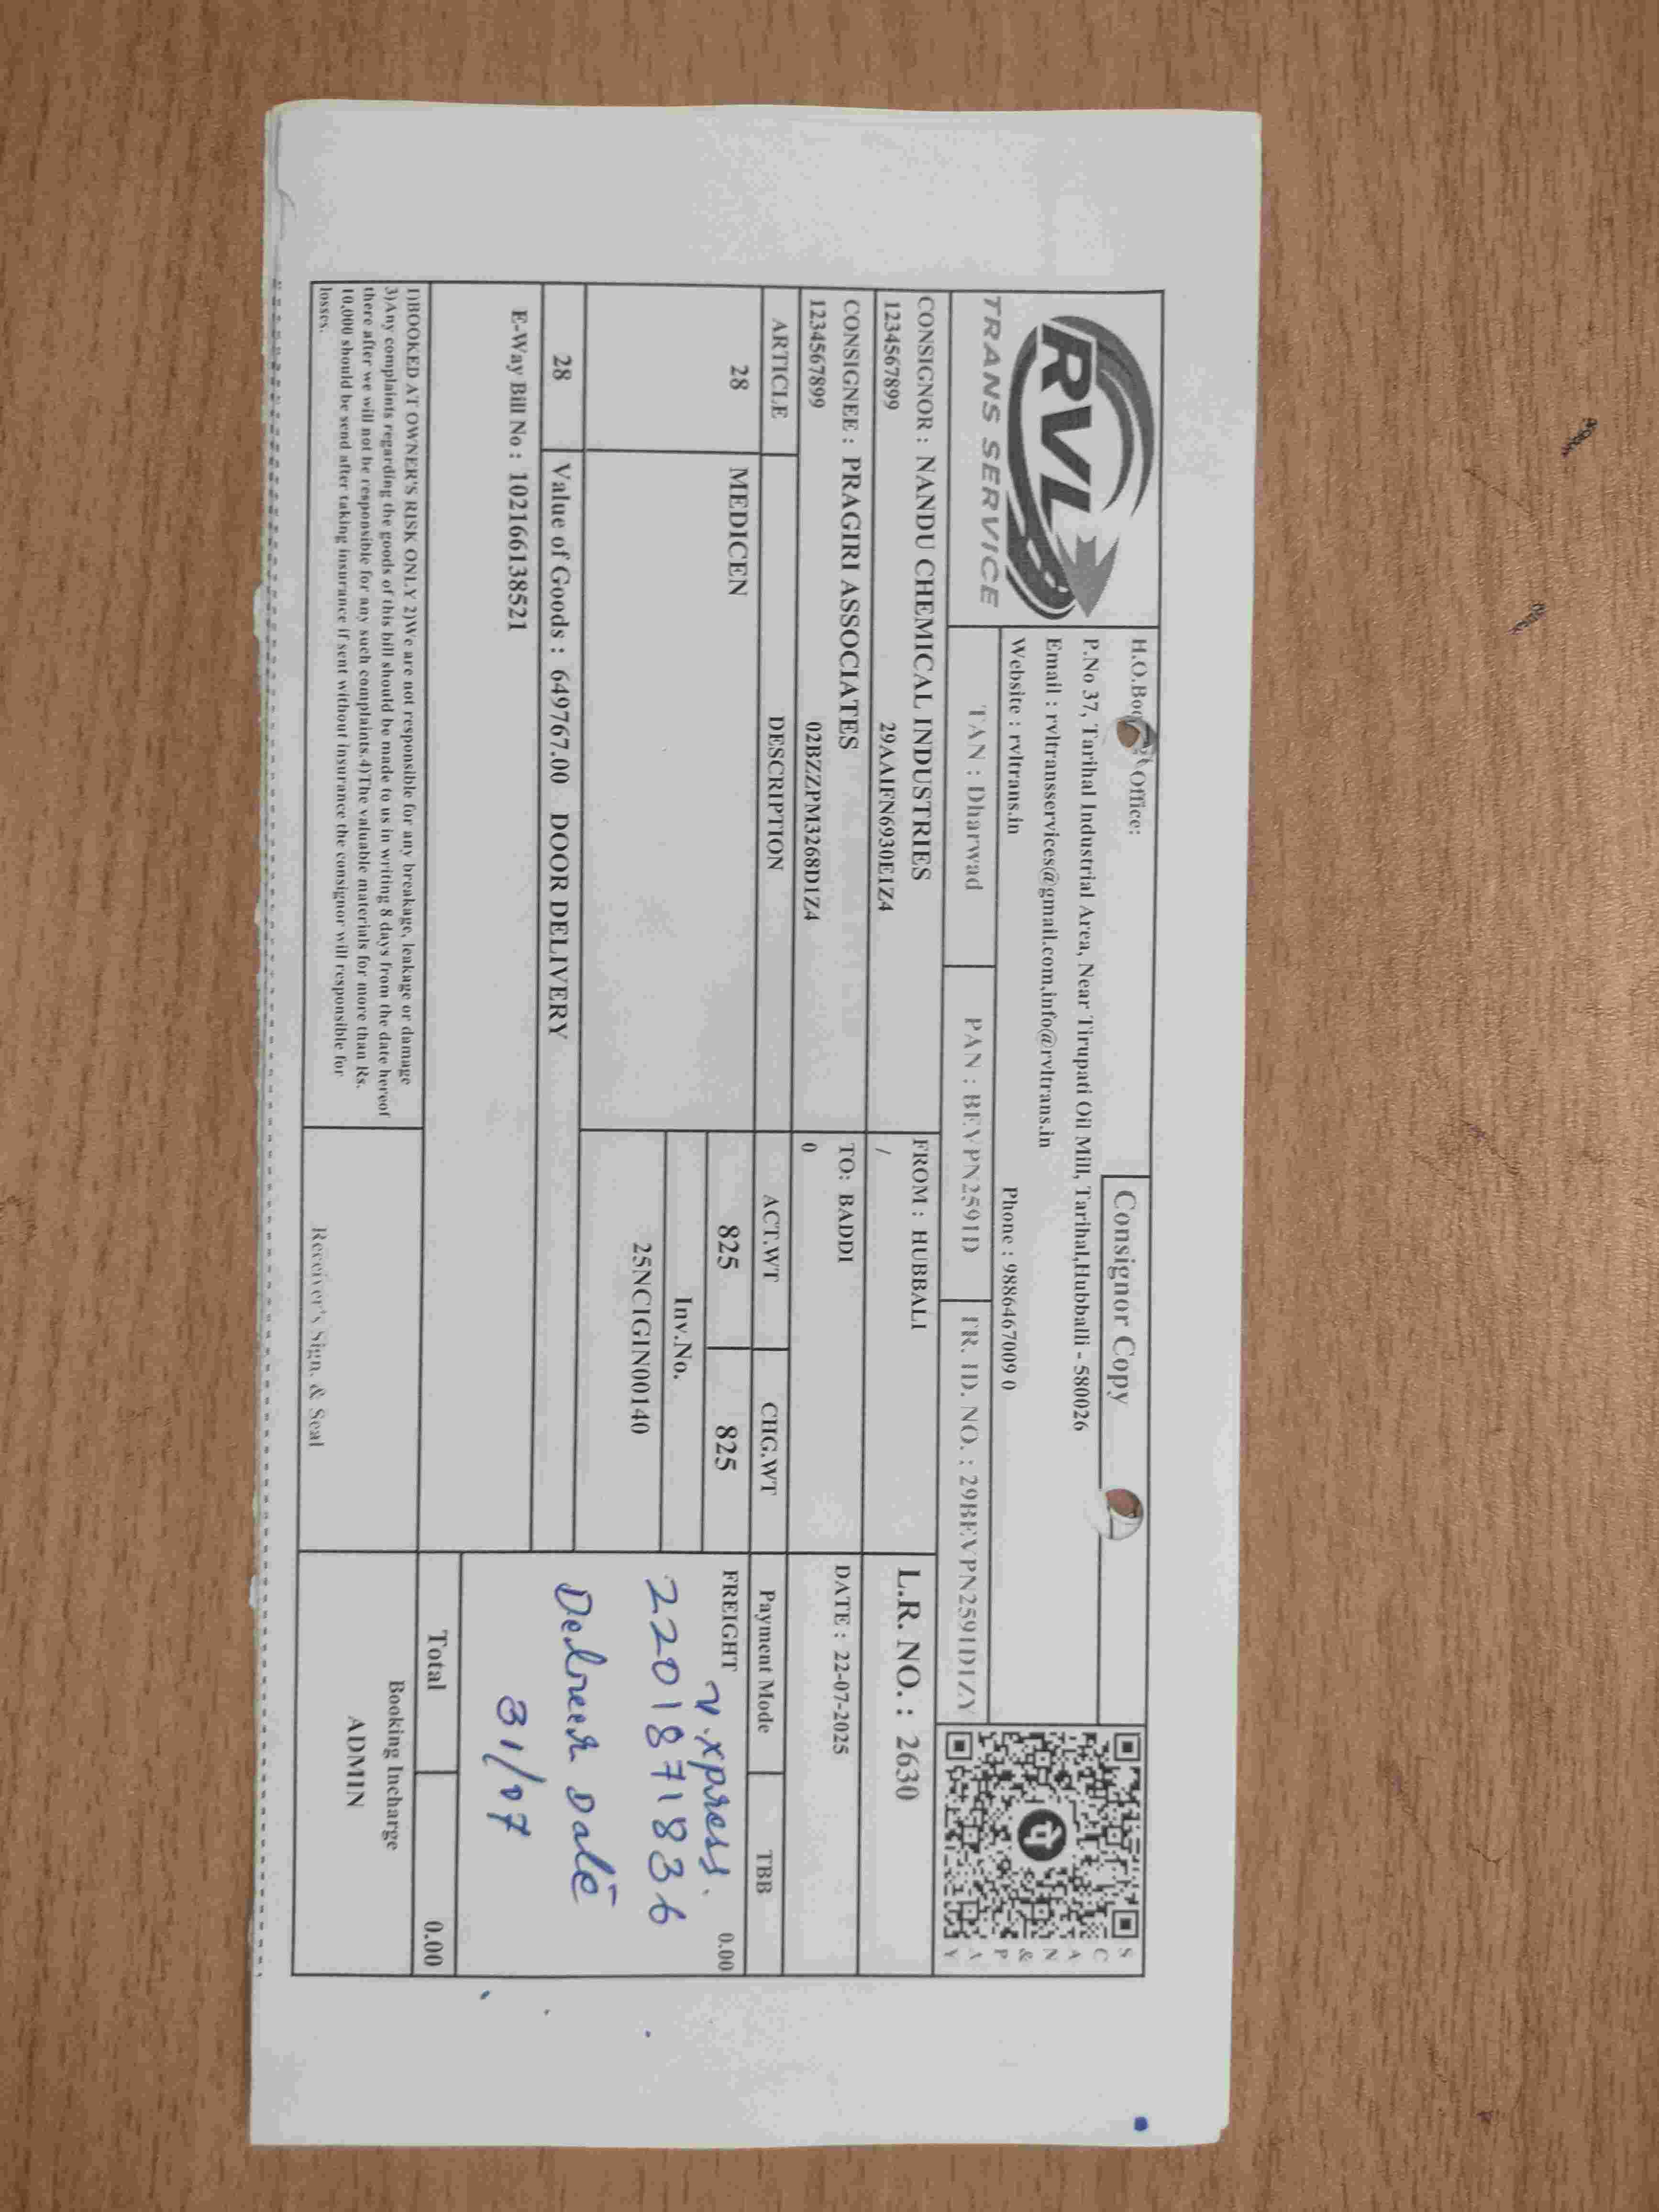 RVL
TRANS SERVICE
Consignor Copy
Office:
P.No 37, Tarihal Industrial Area, Near Tirupati Oil Mill, Tarihal,Hubballi - 580026
Email : rvltransservices@gmail.com,info@rvltrans.in
Website : rvltrans.in Phone : 9886467009 0
SCAN & PAY
TAN : Dharwad PAN : BEVPN2591D TR. ID. NO. : 29BEVPN2591D1ZY
CONSIGNOR : NANDU CHEMICAL INDUSTRIES FROM : HUBBALI L.R. NO. : 2630
1234567899 29AAIFN6930E1Z4 /
CONSIGNEE : PRAGIRI ASSOCIATES TO: BADDI DATE : 22-07-2025
1234567899 02BZZPM3268D1Z4 0
ARTICLE DESCRIPTION ACT.WT CHG.WT Payment Mode TBB
28 MEDICEN 825 825 FREIGHT 0.00
V.xpress.
Inv.No.
220187 1836
25NCIGIN00140
28 Value of Goods : 649767.00 DOOR DELIVERY
31/07
E-Way Bill No : 102166138521
Total 0.00
1)BOOKED AT OWNER'S RISK ONLY 2)We are not responsible for any breakage, leakage or damage
3)Any complaints regarding the goods of this bill should be made to us in writing 8 days from the date hereof
there after we will not be responsible for any such complaints.4)The valuable materials for more than Rs.
10,000 should be send after taking insurance if sent without insurance the consignor will responsible for
losses.
Receiver's Sign. & Seal
Booking Incharge
ADMIN